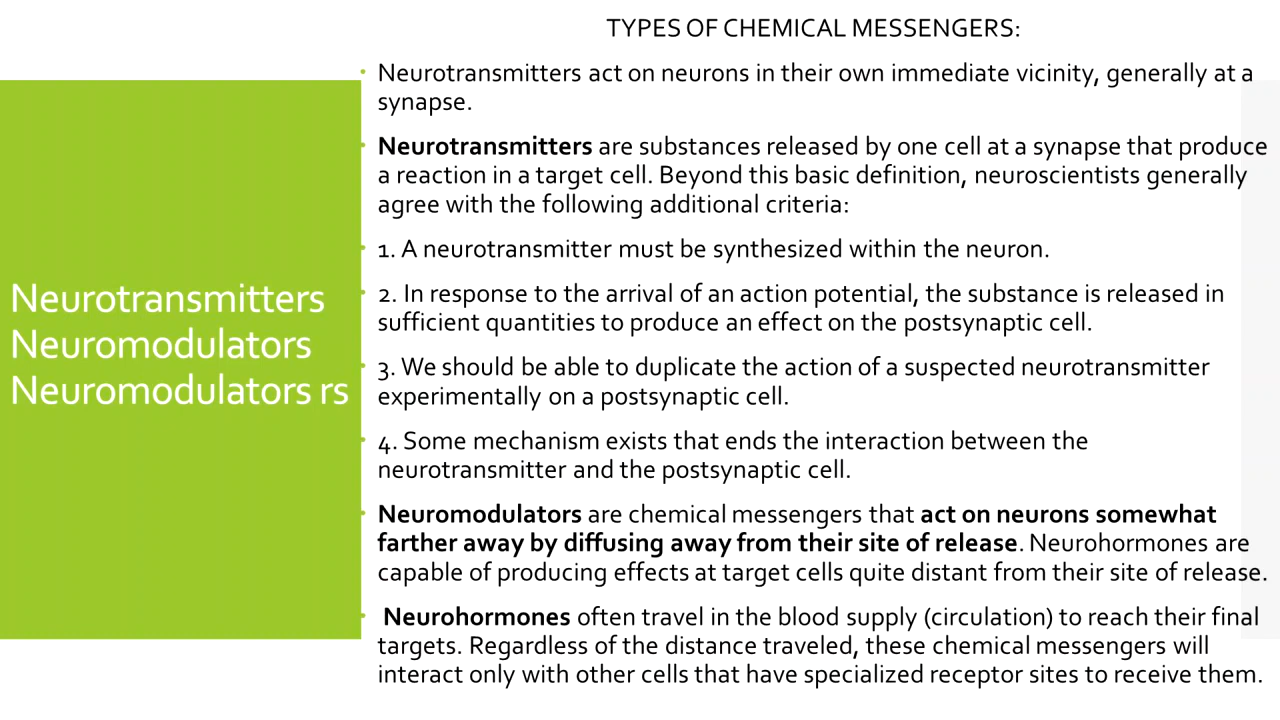 TYPES OF CHEMICAL MESSENGERS:
Neurotransmitters
Neuromodulators
Neuromodulators rs
• Neurotransmitters act on neurons in their own immediate vicinity, generally at a
synapse.
• Neurotransmitters are substances released by one cell at a synapse that produce
a reaction in a target cell. Beyond this basic definition, neuroscientists generally
agree with the following additional criteria:
• 1. A neurotransmitter must be synthesized within the neuron.
• 2. In response to the arrival of an action potential, the substance is released in
sufficient quantities to produce an effect on the postsynaptic cell.
• 3. We should be able to duplicate the action of a suspected neurotransmitter
experimentally on a postsynaptic cell.
• 4. Some mechanism exists that ends the interaction between the
neurotransmitter and the postsynaptic cell.
• Neuromodulators are chemical messengers that act on neurons somewhat
farther away by diffusing away from their site of release. Neurohormones are
capable of producing effects at target cells quite distant from their site of release.
• Neurohormones often travel in the blood supply (circulation) to reach their final
targets. Regardless of the distance traveled, these chemical messengers will
interact only with other cells that have specialized receptor sites to receive them.